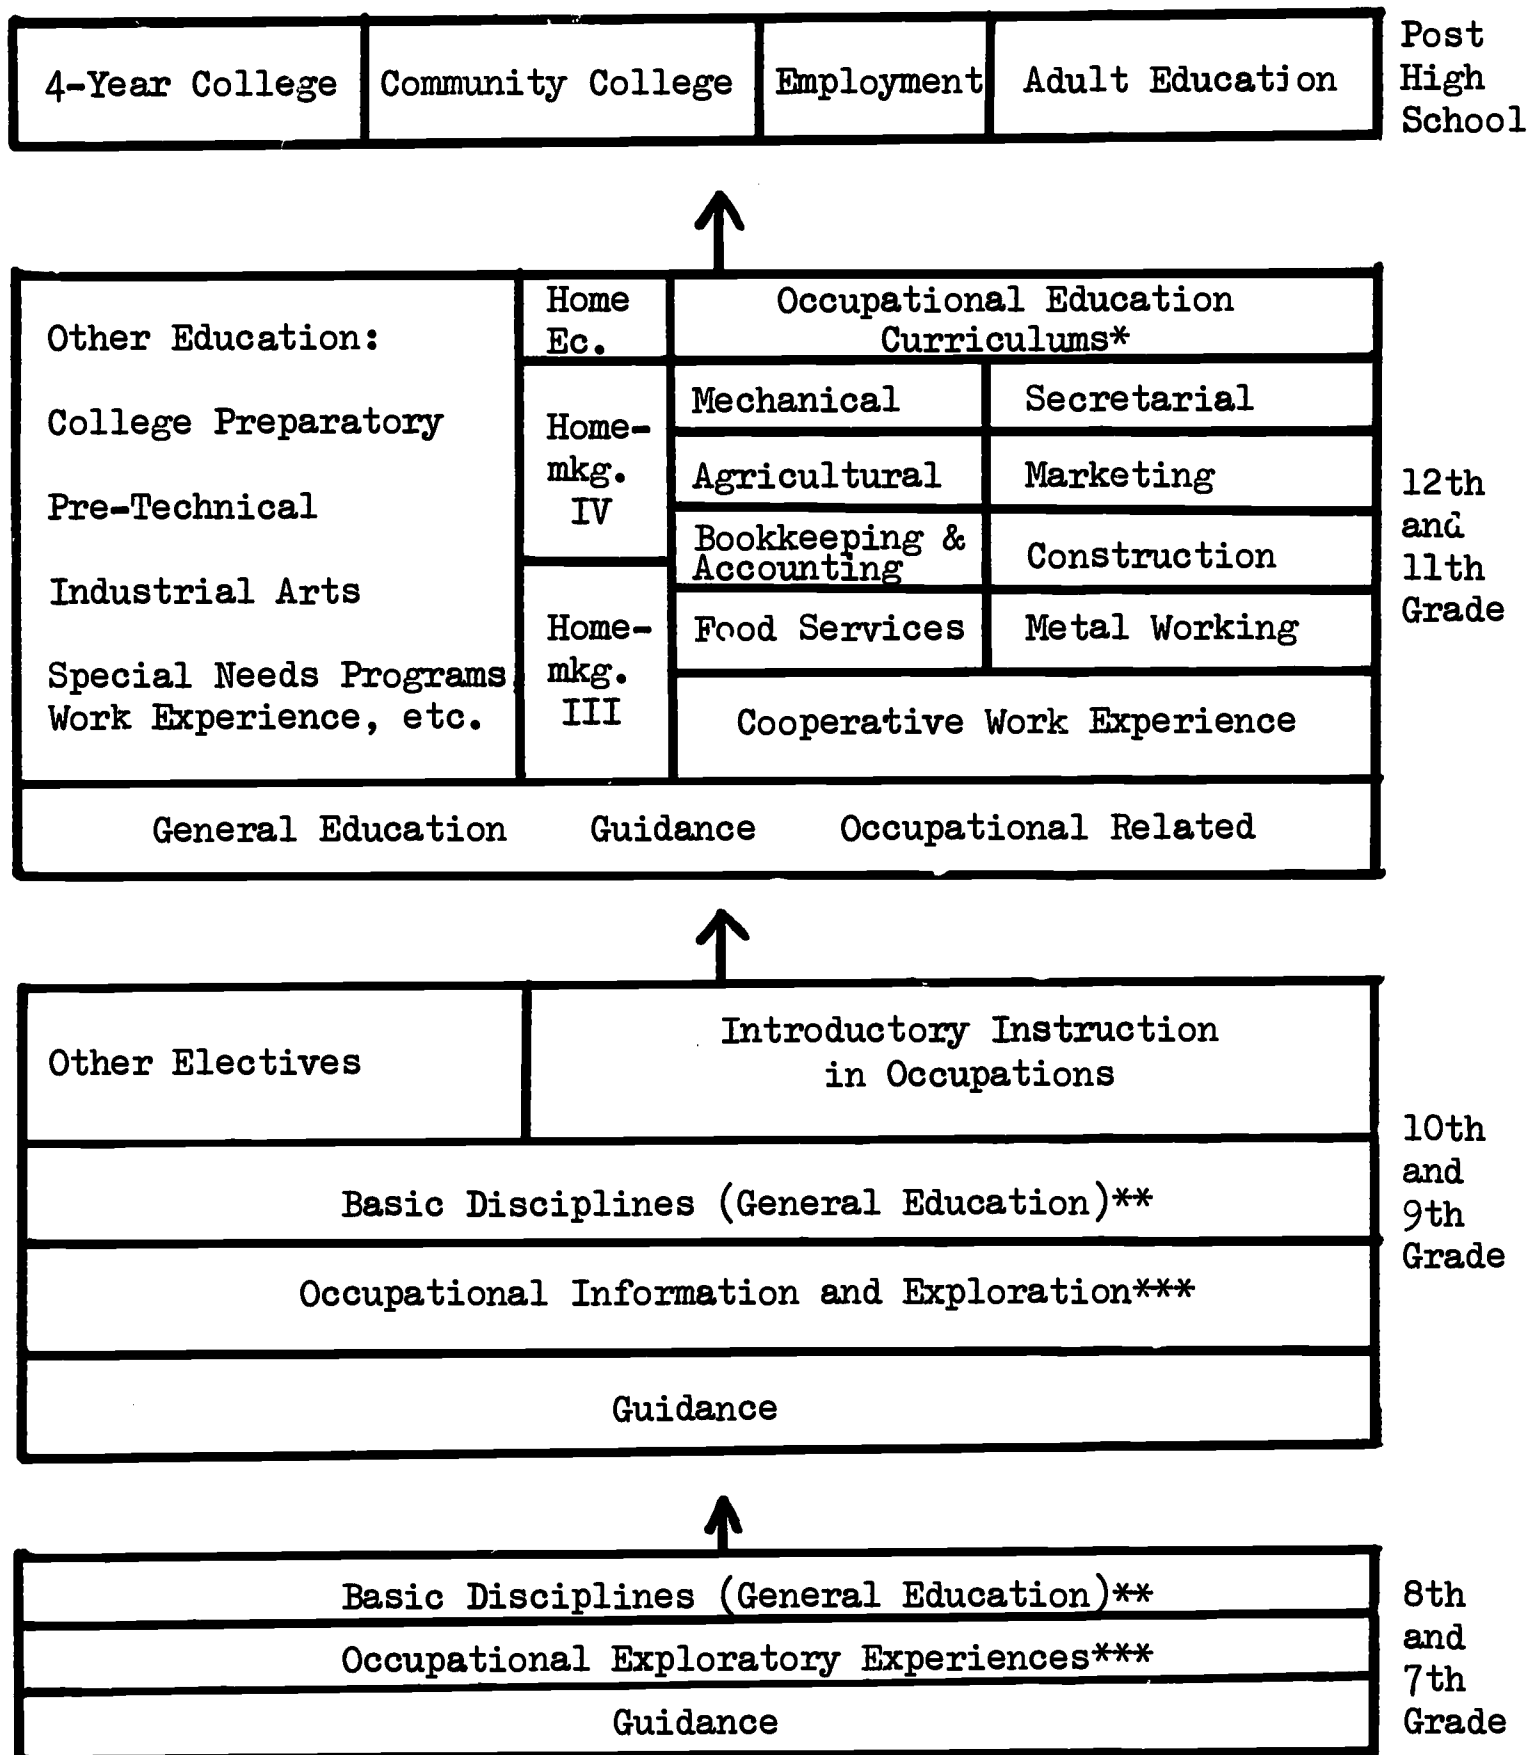 4-Year College
Community College
Employment
Adult Education
Post
High
School
Other Education:
College Preparatory
Pre-Technical
Industrial Arts
Special Needs Programs
Work Experience, etc.
Home
Ec.
Home-
mkg.
IV
Home-
mkg.
III
Occupational Education
Curriculums*
Mechanical
Secretarial
Agricultural
Marketing
Bookkeeping &
Accounting
Construction
Food Services
Metal Working
Cooperative Work Experience
12th
and
11th
Grade
General Education Guidance Occupational Related
Other Electives
Introductory Instruction
in Occupations
Basic Disciplines (General Education)**
Occupational Information and Exploration***
Guidance
10th
and
9th
Grade
Basic Disciplines (General Education)**
Occupational Exploratory Experiences***
Guidance
8th
and
7th
Grade